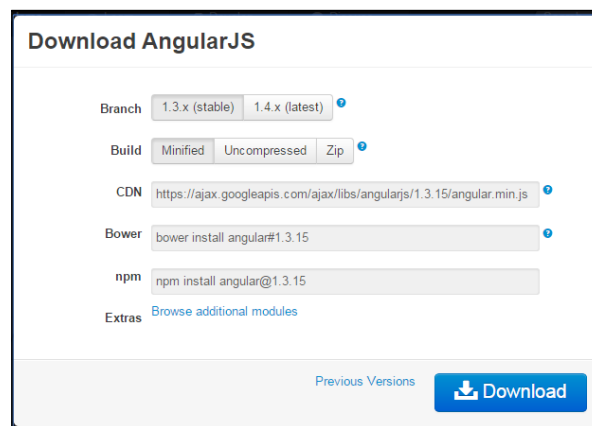 Download AngularJS
Branch 1.3.x (stable) 1.4.x (latest) ?
Build Minified Uncompressed Zip ?
CDN https://ajax.googleapis.com/ajax/libs/angularjs/1.3.15/angular.min.js ?
Bower bower install angular#1.3.15 ?
npm npm install angular@1.3.15
Extras Browse additional modules
Previous Versions Download